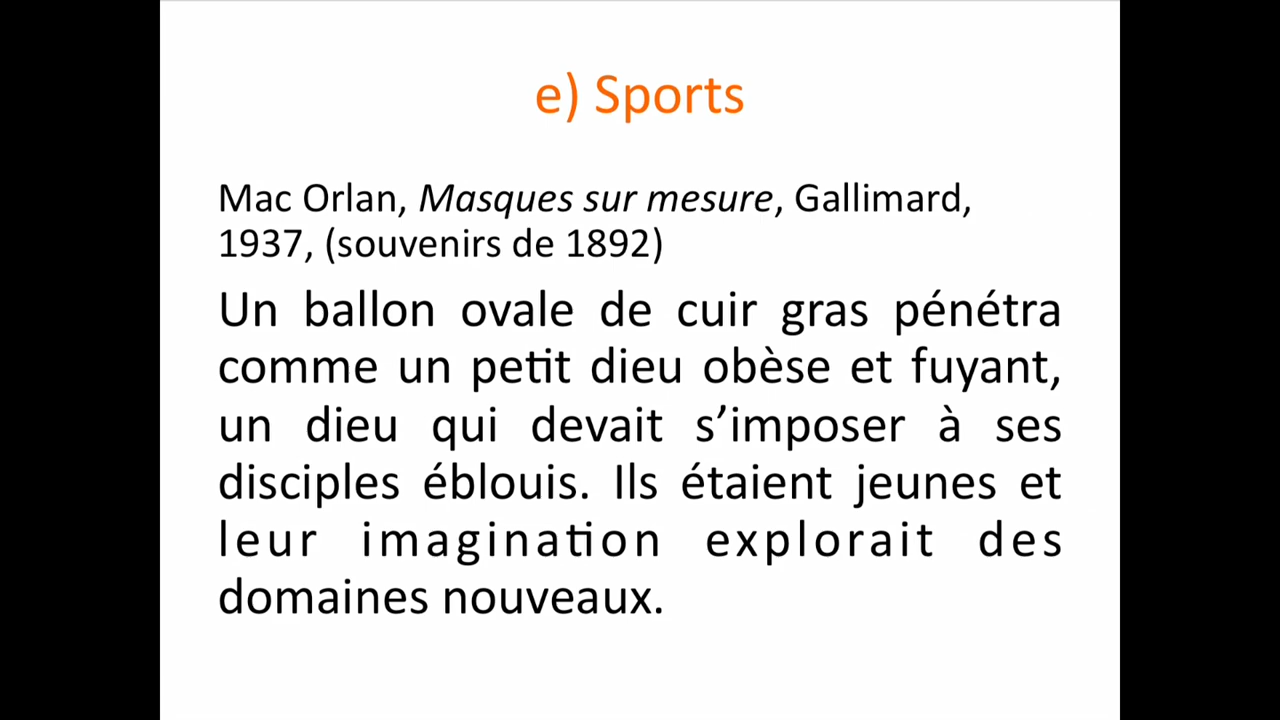 e) Sports
Mac Orlan, Masques sur mesure, Gallimard,
1937, (souvenirs de 1892)
Un ballon ovale de cuir gras pénétra
comme un petit dieu obèse et fuyant,
un dieu qui devait s’imposer à ses
disciples éblouis. Ils étaient jeunes et
leur imagination explorait des
domaines nouveaux.